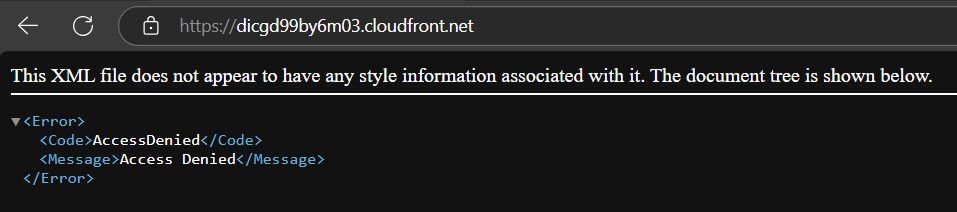 https://dicgd99by6m03.cloudfront.net
This XML file does not appear to have any style information associated with it. The document tree is shown below.
▼<Error>
<Code>AccessDenied</Code>
<Message>Access Denied</Message>
</Error>